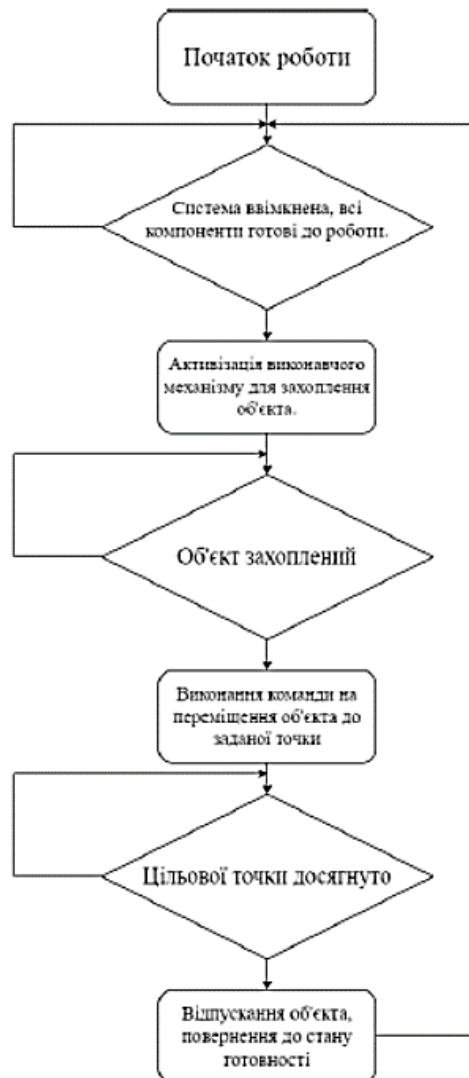 Початок роботи
Система ввімкнена, всі
компоненти готові до роботи.
Активізація виконавчого
механізму для захоплення
об'єкта.
Об'єкт захоплений
Виконання команди на
переміщення об'єкта до
заданої точки
Цільової точки досягнуто
Відпускання об'єкта,
повернення до стану
готовності